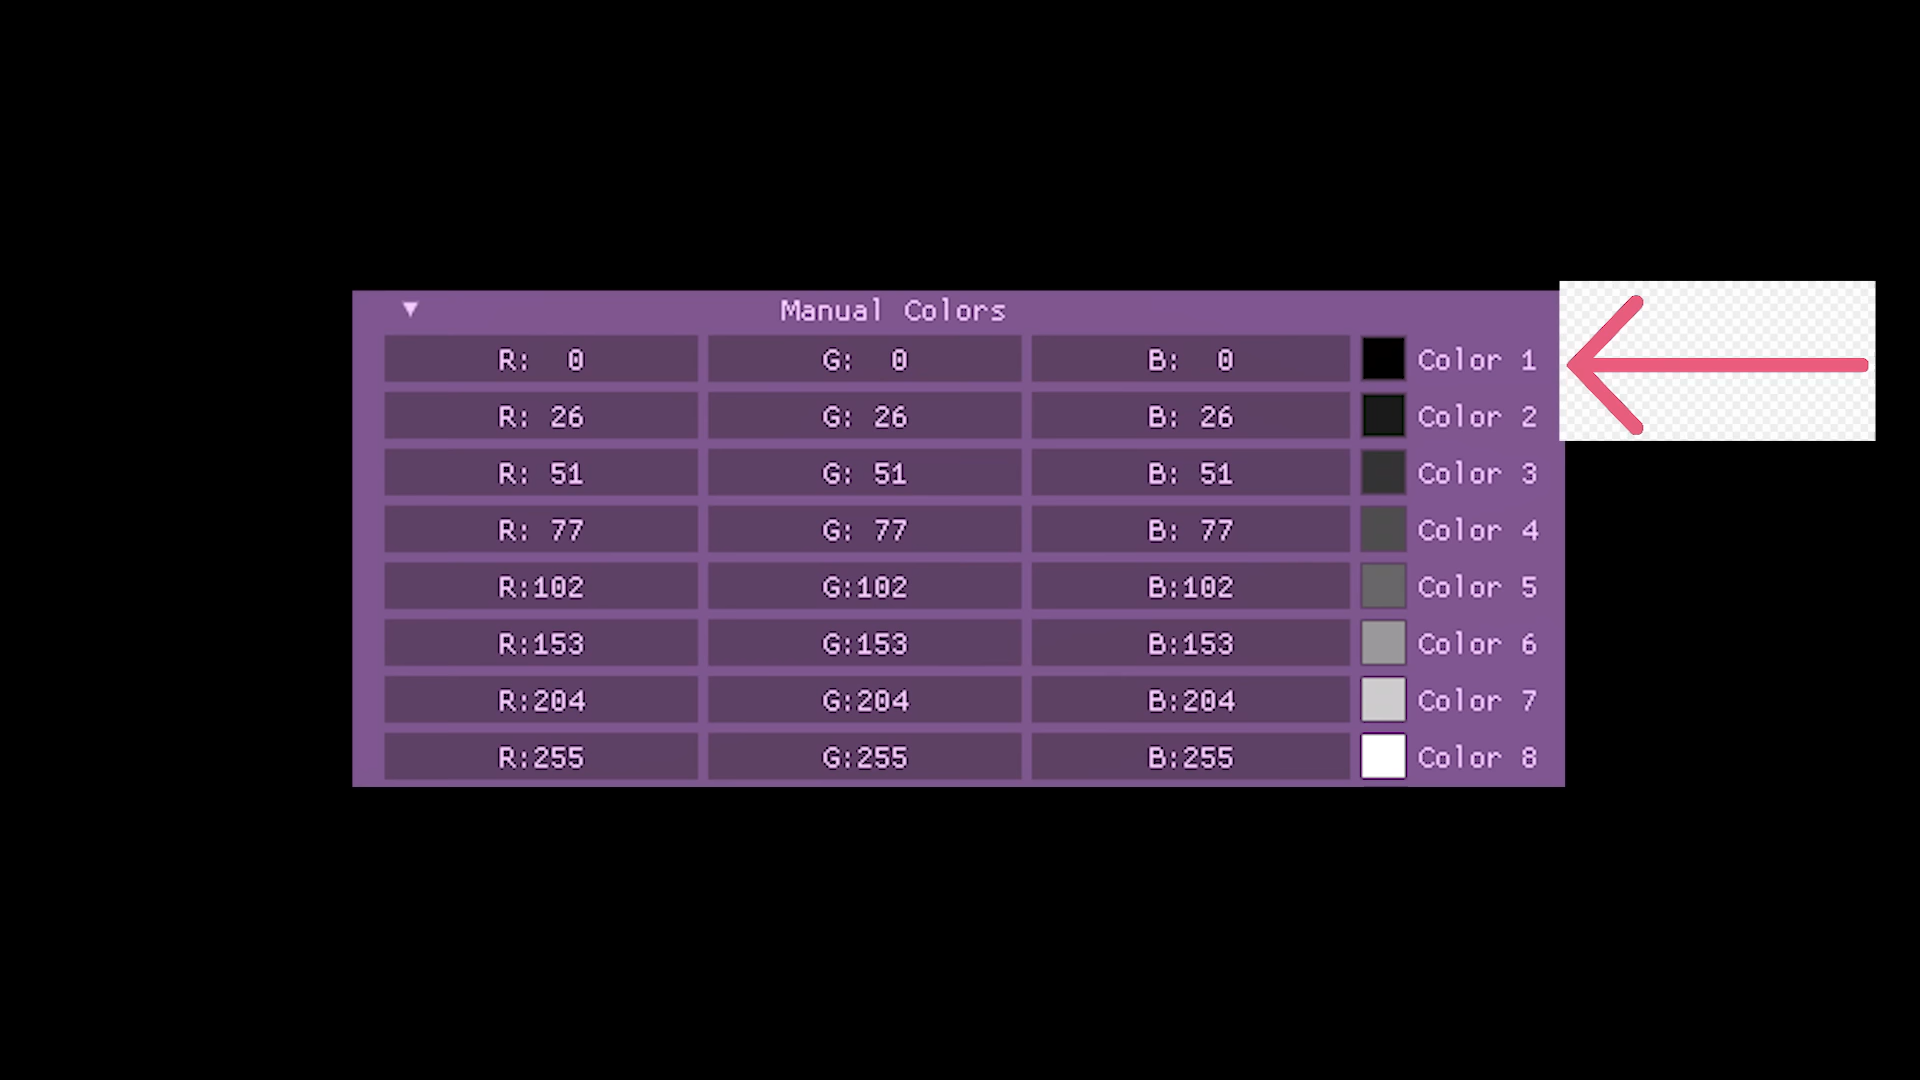 ▼ Manual Colors
R: 0 G: 0 B: 0 Color 1
R: 26 G: 26 B: 26 Color 2
R: 51 G: 51 B: 51 Color 3
R: 77 G: 77 B: 77 Color 4
R:102 G:102 B:102 Color 5
R:153 G:153 B:153 Color 6
R:204 G:204 B:204 Color 7
R:255 G:255 B:255 Color 8